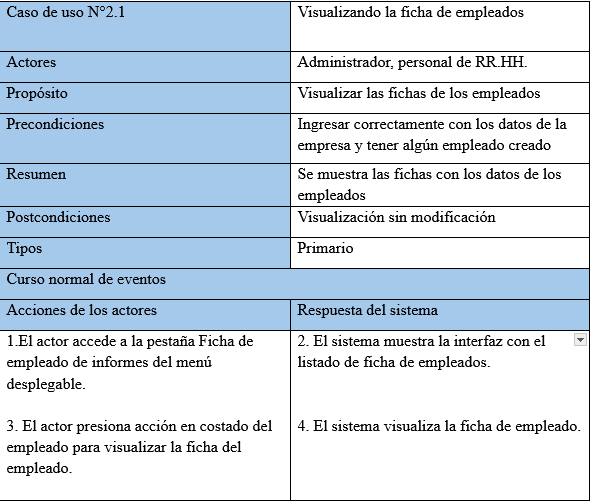 Caso de uso N°2.1
Visualizando la ficha de empleados
Actores
Administrador, personal de RR.HH.
Propósito
Visualizar las fichas de los empleados
Precondiciones
Ingresar correctamente con los datos de la
empresa y tener algún empleado creado
Resumen
Se muestra las fichas con los datos de los
empleados
Postcondiciones
Visualización sin modificación
Tipos
Primario
Curso normal de eventos
Acciones de los actores
Respuesta del sistema
1.El actor accede a la pestaña Ficha de
empleado de informes del menú
desplegable.
2. El sistema muestra la interfaz con el
listado de ficha de empleados.
3. El actor presiona acción en costado del
empleado para visualizar la ficha del
empleado.
4. El sistema visualiza la ficha de empleado.